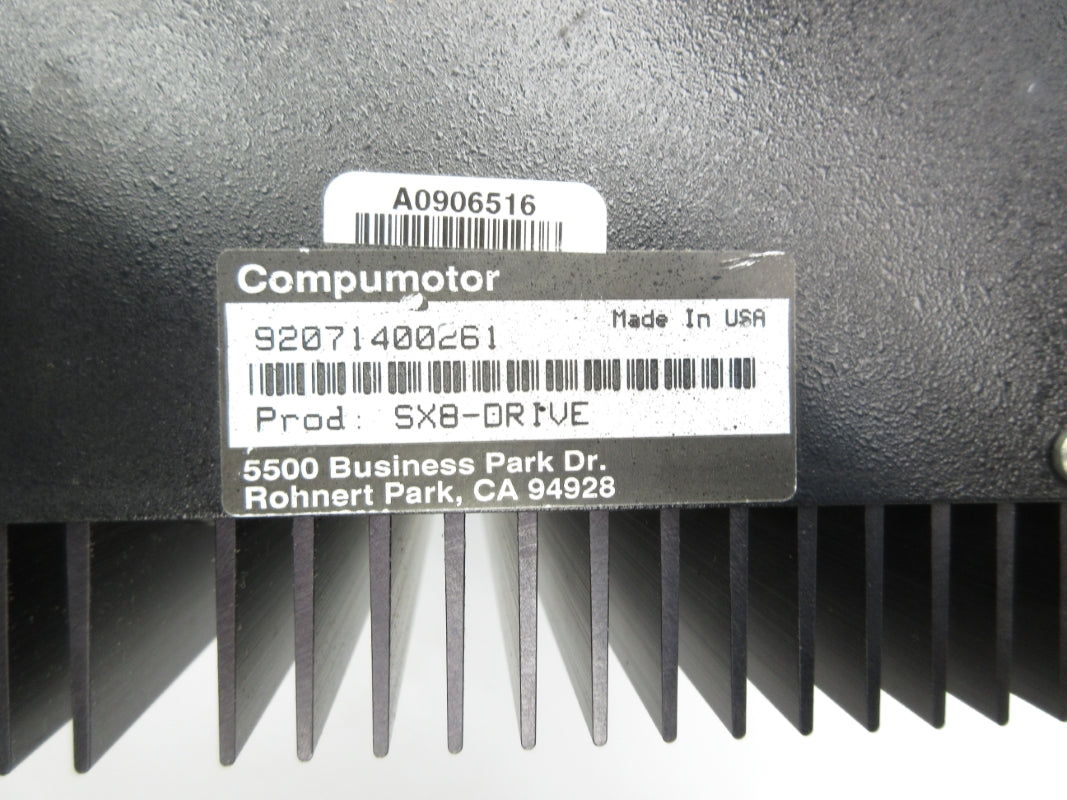 A0906516
Compumotor
Made In USA
92071400261
Prod: SX8-DRIVE
5500 Business Park Dr.
Rohnert Park, CA 94928